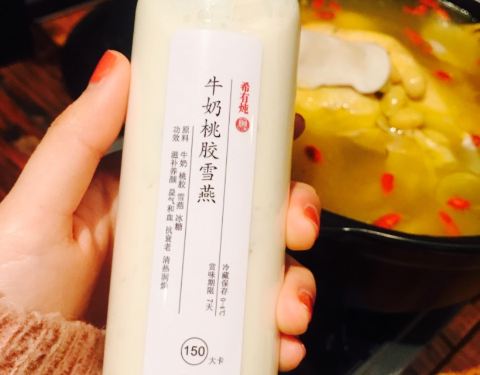 希有炖
牛奶桃胶雪燕
原料 牛奶 桃胶 雪燕 冰糖
功效 滋补养颜 益气和血 抗衰老 清热润肺
冷藏保存 0-4℃
赏味期限 7天
150 大卡